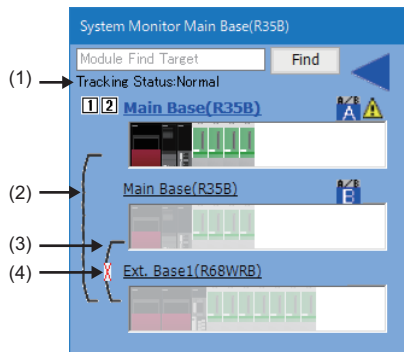 System Monitor Main Base(R35B)
Module Find Target Find
(1) Tracking Status:Normal
1 2 Main Base(R35B) A/B A
(2) Main Base(R35B) A/B B
(3)
(4) Ext. Base1(R68WRB)